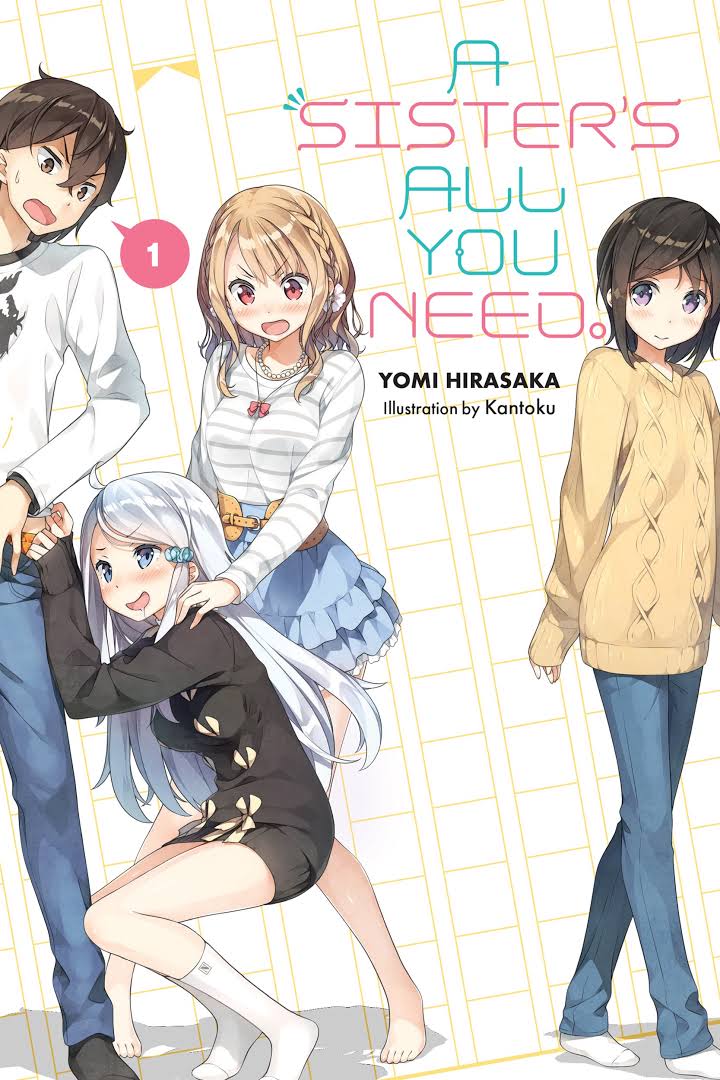 A
SISTER'S
ALL
YOU
NEED.
1
YOMI HIRASAKA
Illustration by Kantoku